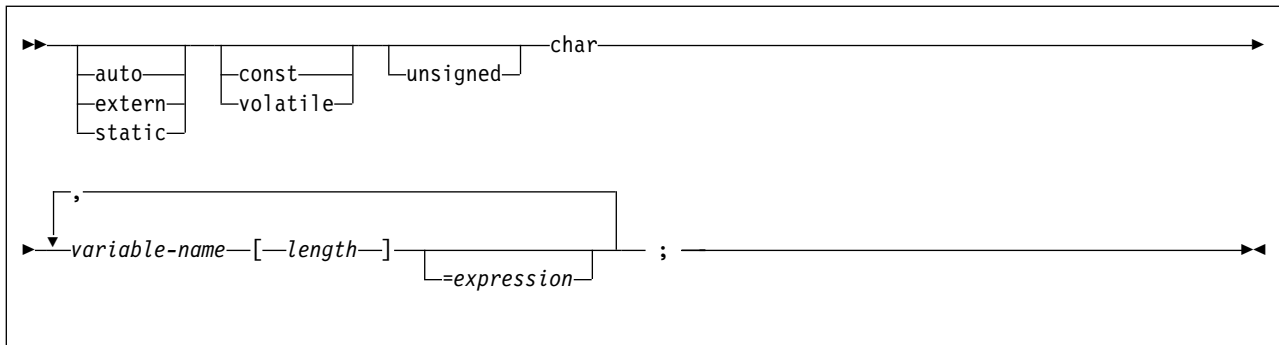 char
auto const unsigned
extern volatile
static
,
variable-name [ length ] ;
=expression